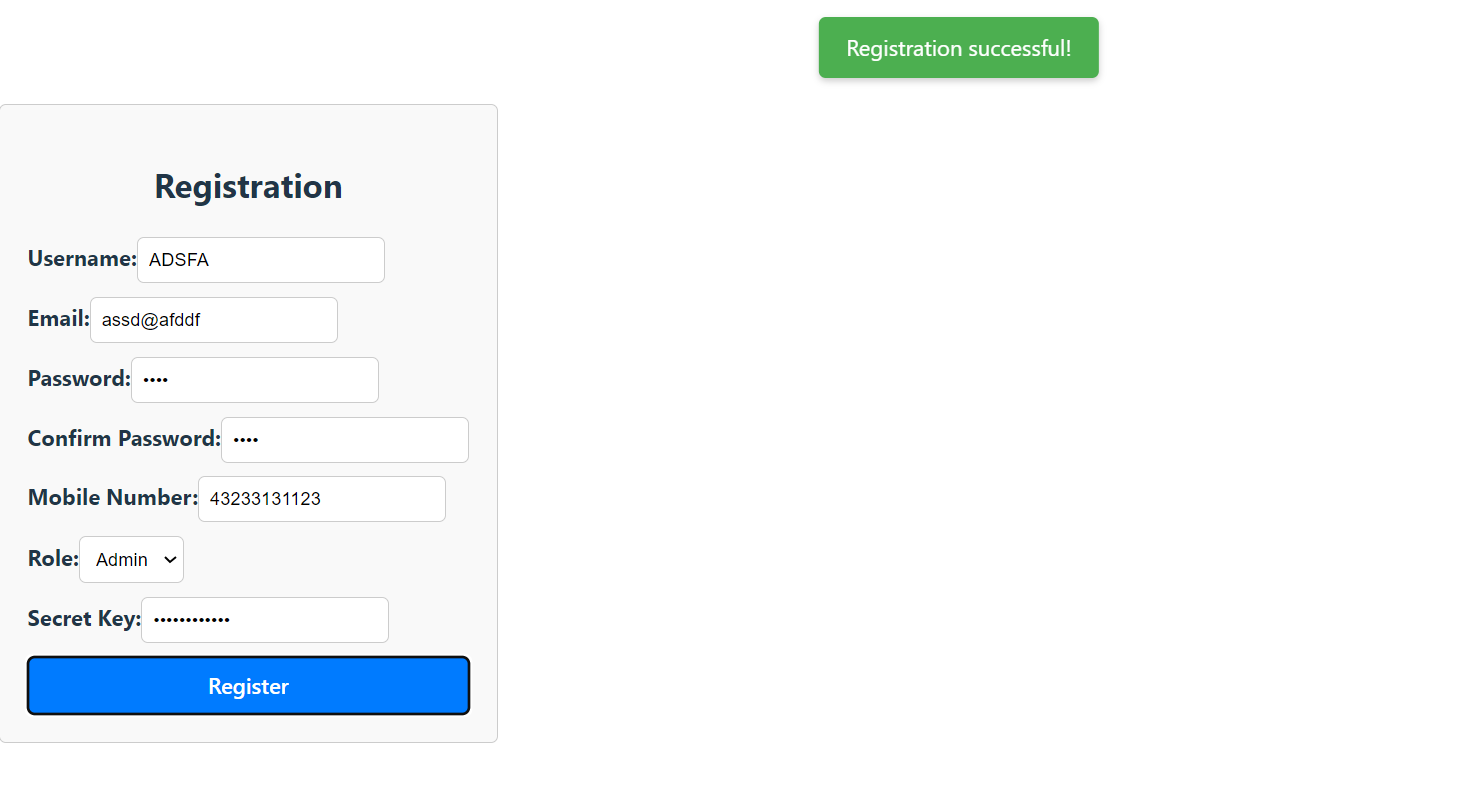 Registration successful!
Registration
Username: ADSFA
Email: assd@afddf
Password: ••••
Confirm Password: ••••
Mobile Number: 43233131123
Role: Admin
Secret Key: ••••••••••••
Register